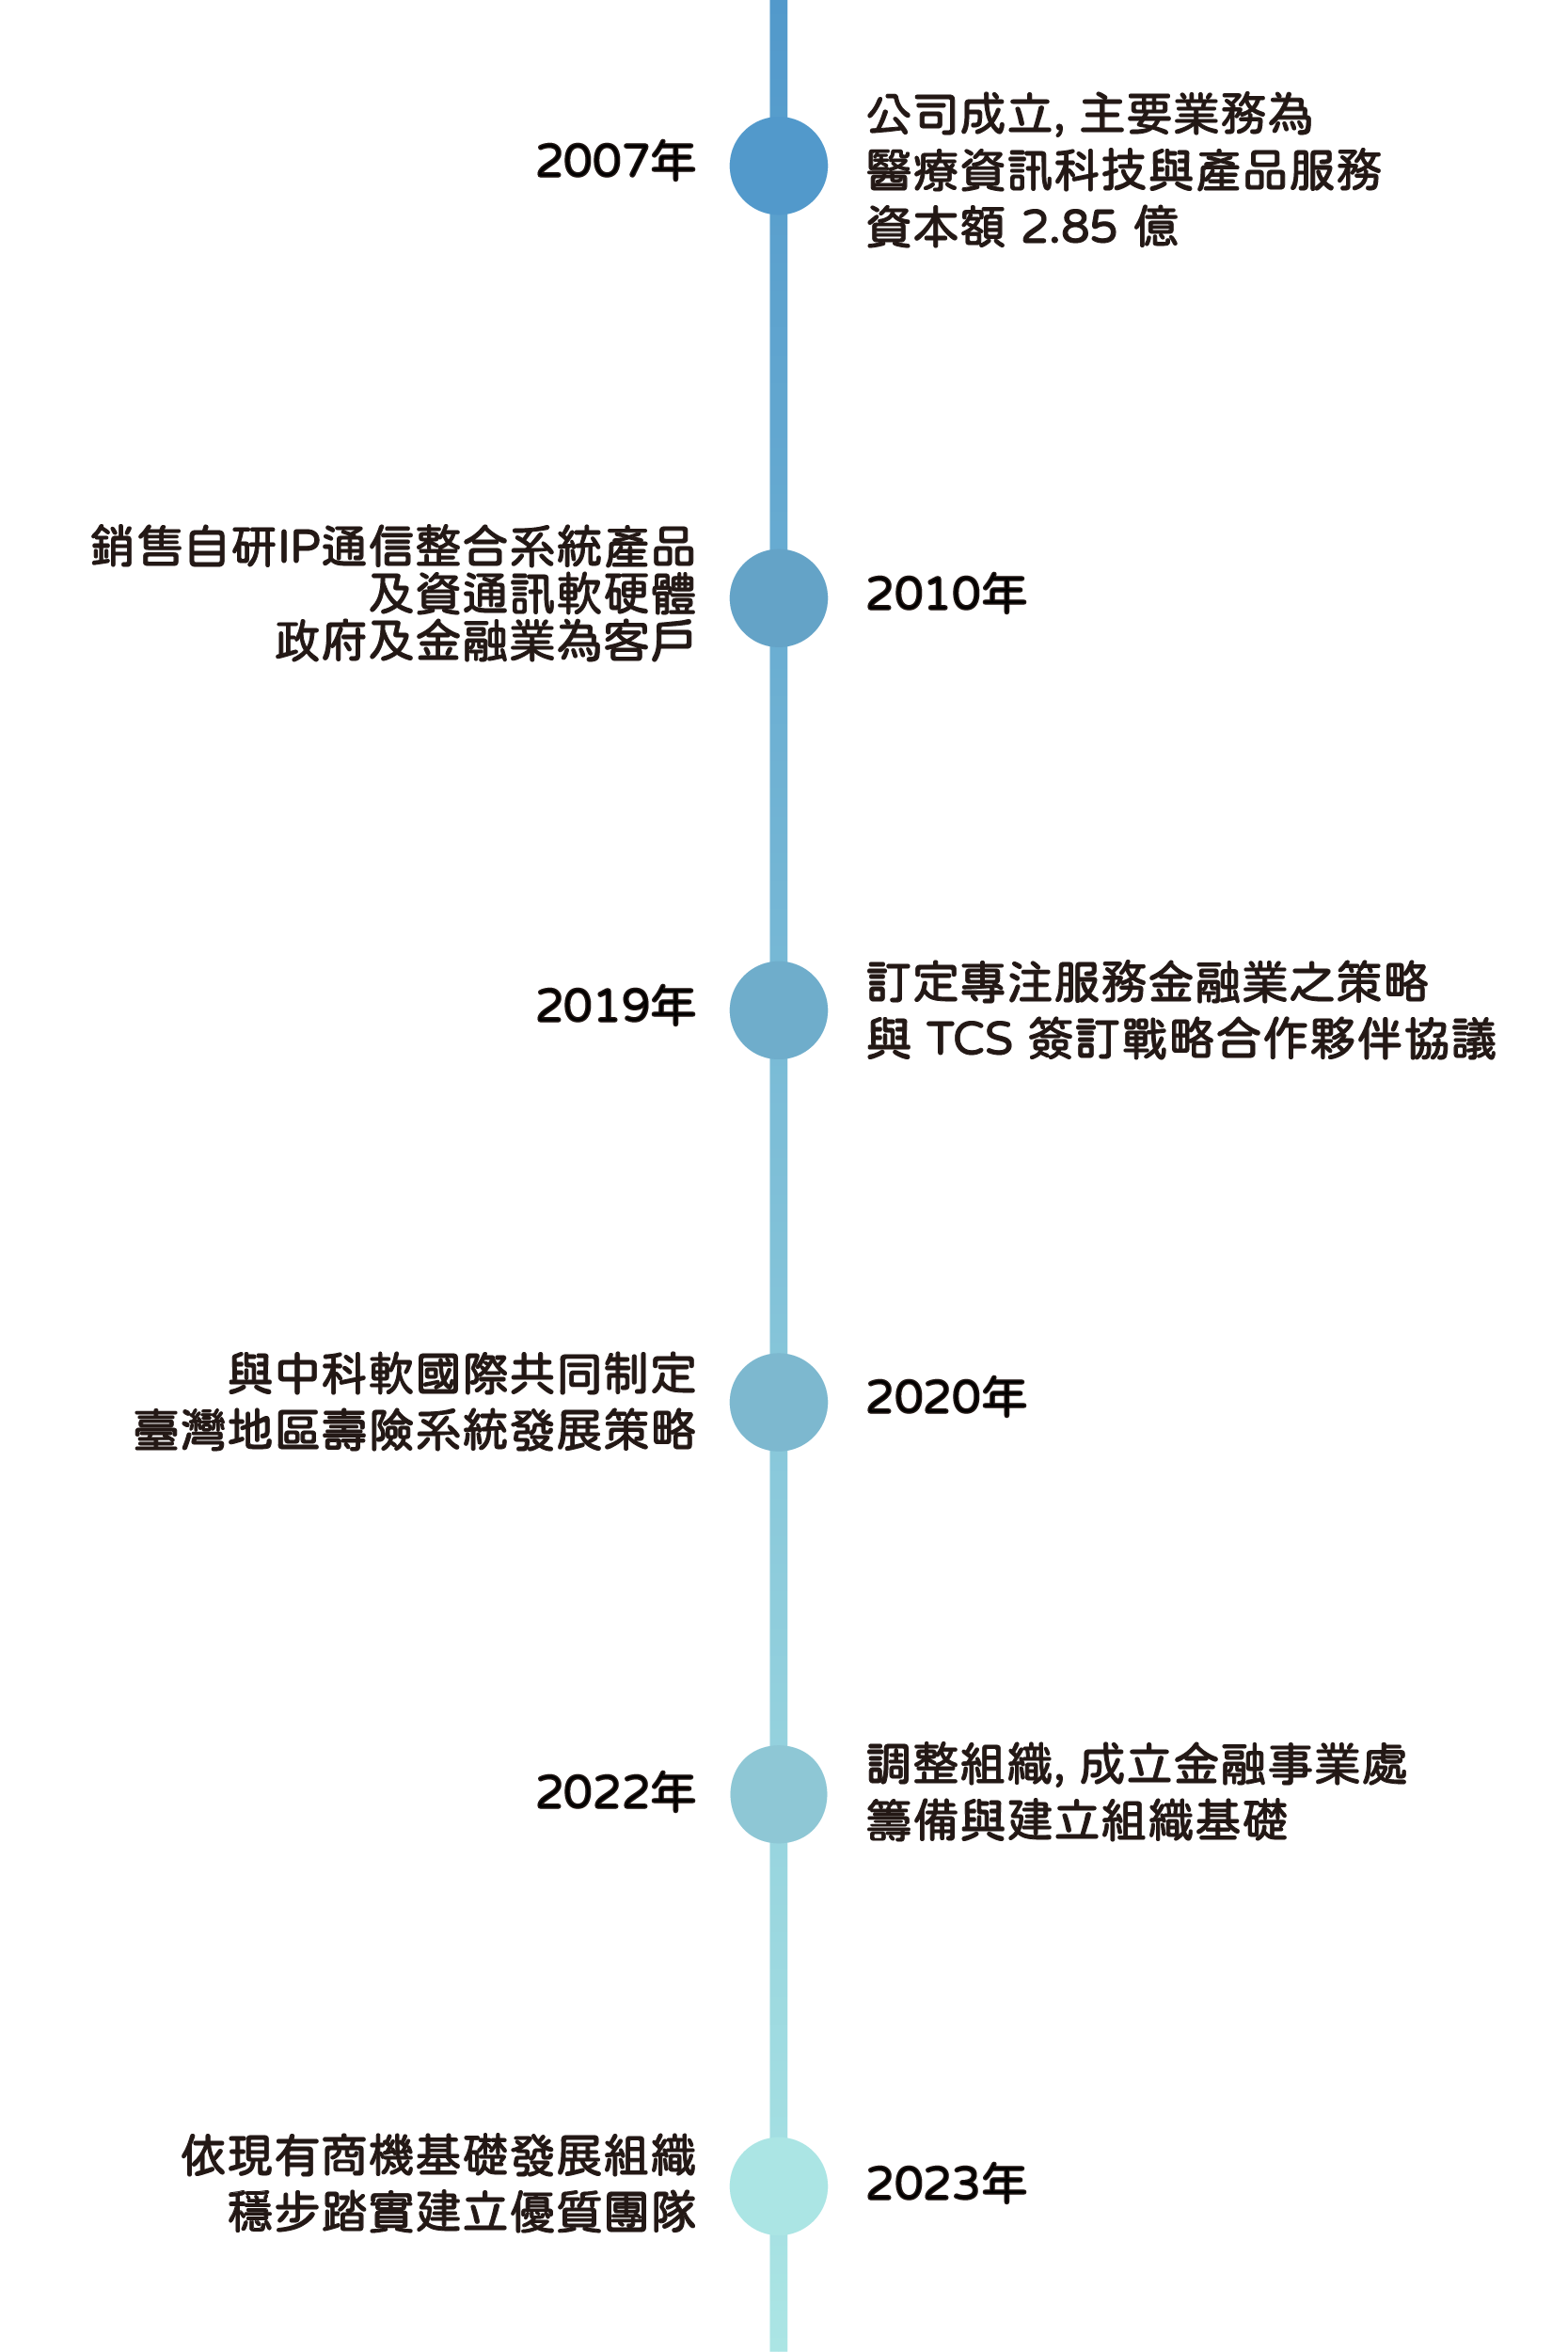 2007年
公司成立, 主要業務為
醫療資訊科技與產品服務
資本額 2.85 億
銷售自研IP通信整合系統產品
及資通訊軟硬體
政府及金融業為客戶
2010年
2019年
訂定專注服務金融業之策略
與 TCS 簽訂戰略合作夥伴協議
與中科軟國際共同制定
臺灣地區壽險系統發展策略
2020年
2022年
調整組織, 成立金融事業處
籌備與建立組織基礎
依現有商機基礎發展組織
穩步踏實建立優質團隊
2023年